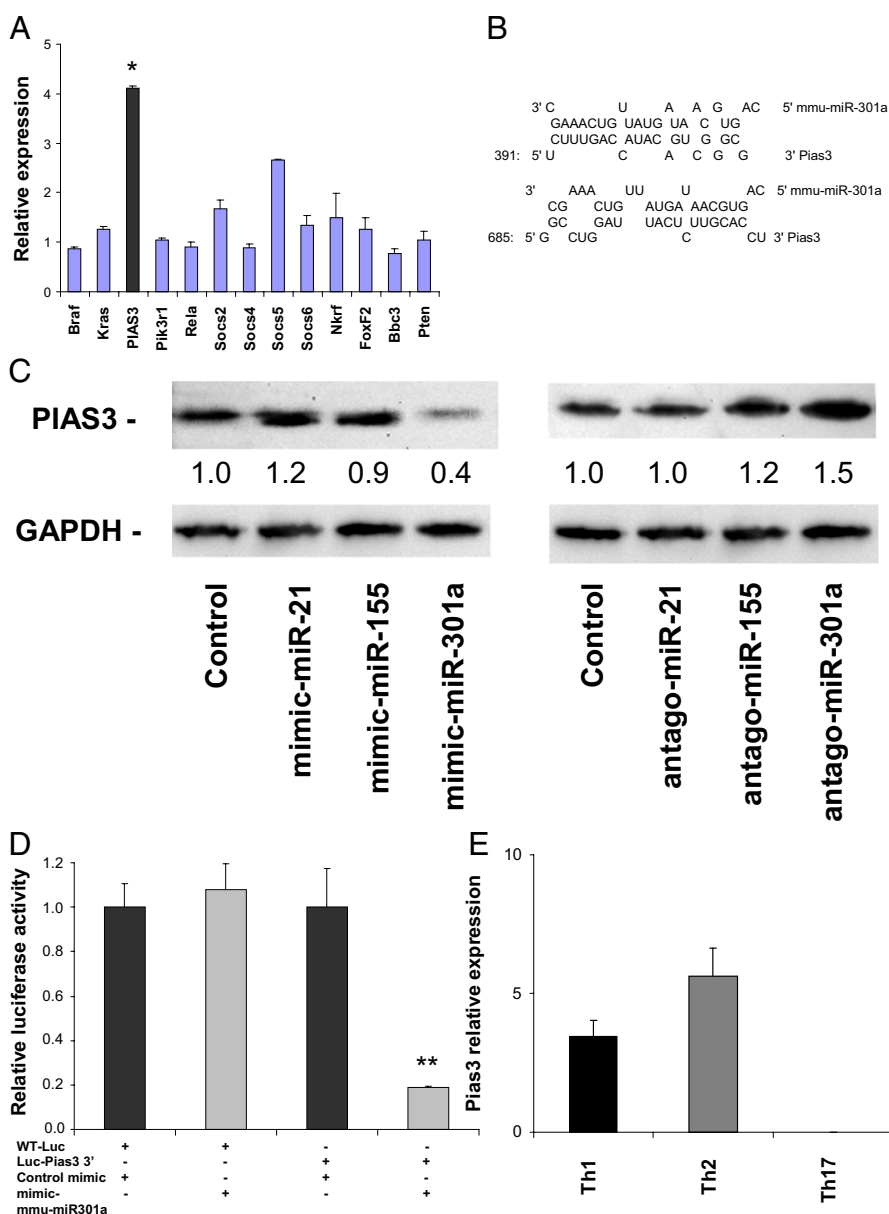 A
Relative expression
5
4
3
2
1
0
*
Braf
Kras
PIAS3
Pik3r1
Rela
Socs2
Socs4
Socs5
Socs6
Nkrf
FoxF2
Bbc3
Pten
B
3' C U A A G AC 5' mmu-miR-301a
GAAACUG UAUG UA C UG
CUUUGAC AUAC GU G GC
391: 5' U C A C G G 3' Pias3
3' AAA UU U AC 5' mmu-miR-301a
CG CUG AUGA AACGUG
GC GAU UACU UUGCAC
685: 5' G CUG C CU 3' Pias3
C
PIAS3 -
1.0 1.2 0.9 0.4 1.0 1.0 1.2 1.5
GAPDH -
Control
mimic-miR-21
mimic-miR-155
mimic-miR-301a
Control
antago-miR-21
antago-miR-155
antago-miR-301a
D
Relative luciferase activity
1.2
1.0
0.8
0.6
0.4
0.2
0.0
**
WT-Luc + + - -
Luc-Pias3 3' - - + +
Control mimic + - + -
mimic- - + - +
mmu-miR301a
E
Pias3 relative expression
10
5
0
Th1
Th2
Th17